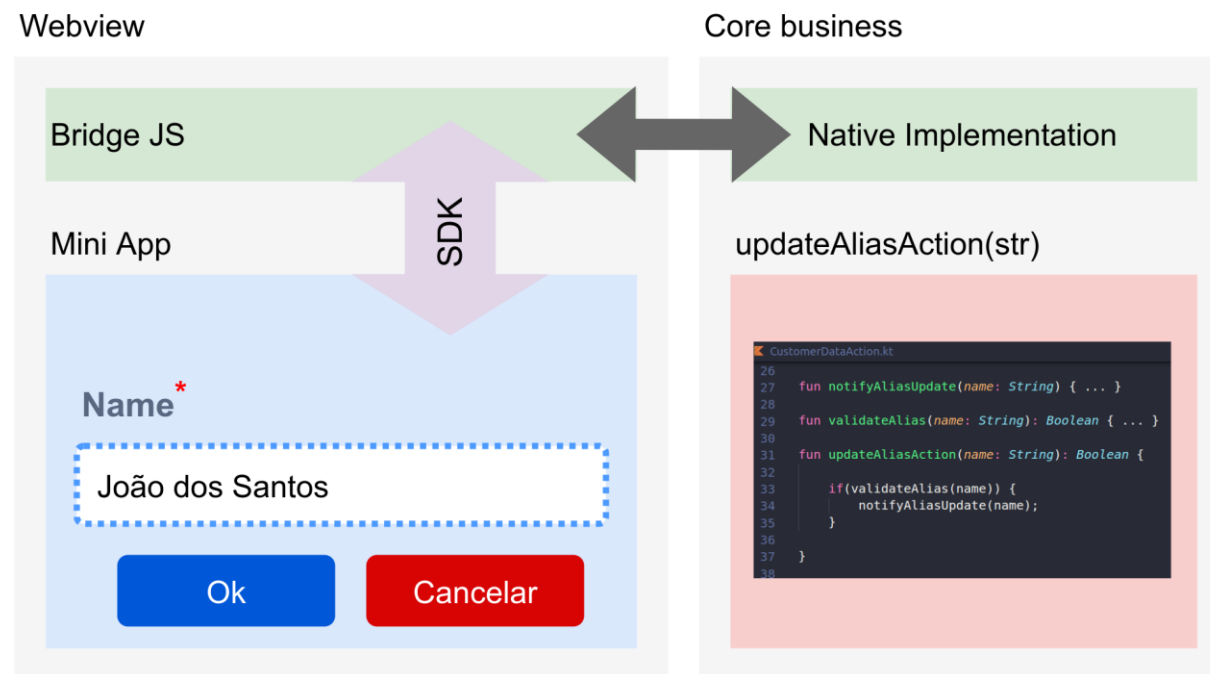 Webview
Core business
Bridge JS
Native Implementation
SDK
Mini App
updateAliasAction(str)
Name*
João dos Santos
Ok
Cancelar
CustomerDataAction.kt
26
27 fun notifyAliasUpdate(name: String) { ... }
28
29 fun validateAlias(name: String): Boolean { ... }
30
31 fun updateAliasAction(name: String): Boolean {
32
33 if(validateAlias(name)) {
34 notifyAliasUpdate(name);
35 }
36
37 }
38